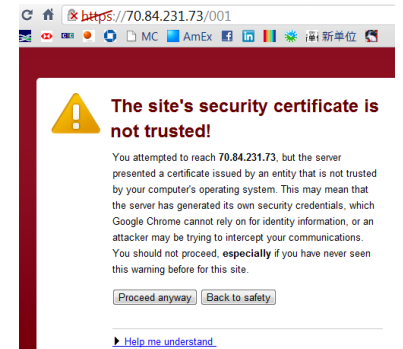 https://70.84.231.73/001
MC AmEx 新单位
The site's security certificate is
not trusted!
You attempted to reach 70.84.231.73, but the server
presented a certificate issued by an entity that is not trusted
by your computer's operating system. This may mean that
the server has generated its own security credentials, which
Google Chrome cannot rely on for identity information, or an
attacker may be trying to intercept your communications.
You should not proceed, especially if you have never seen
this warning before for this site.
Proceed anyway Back to safety
Help me understand